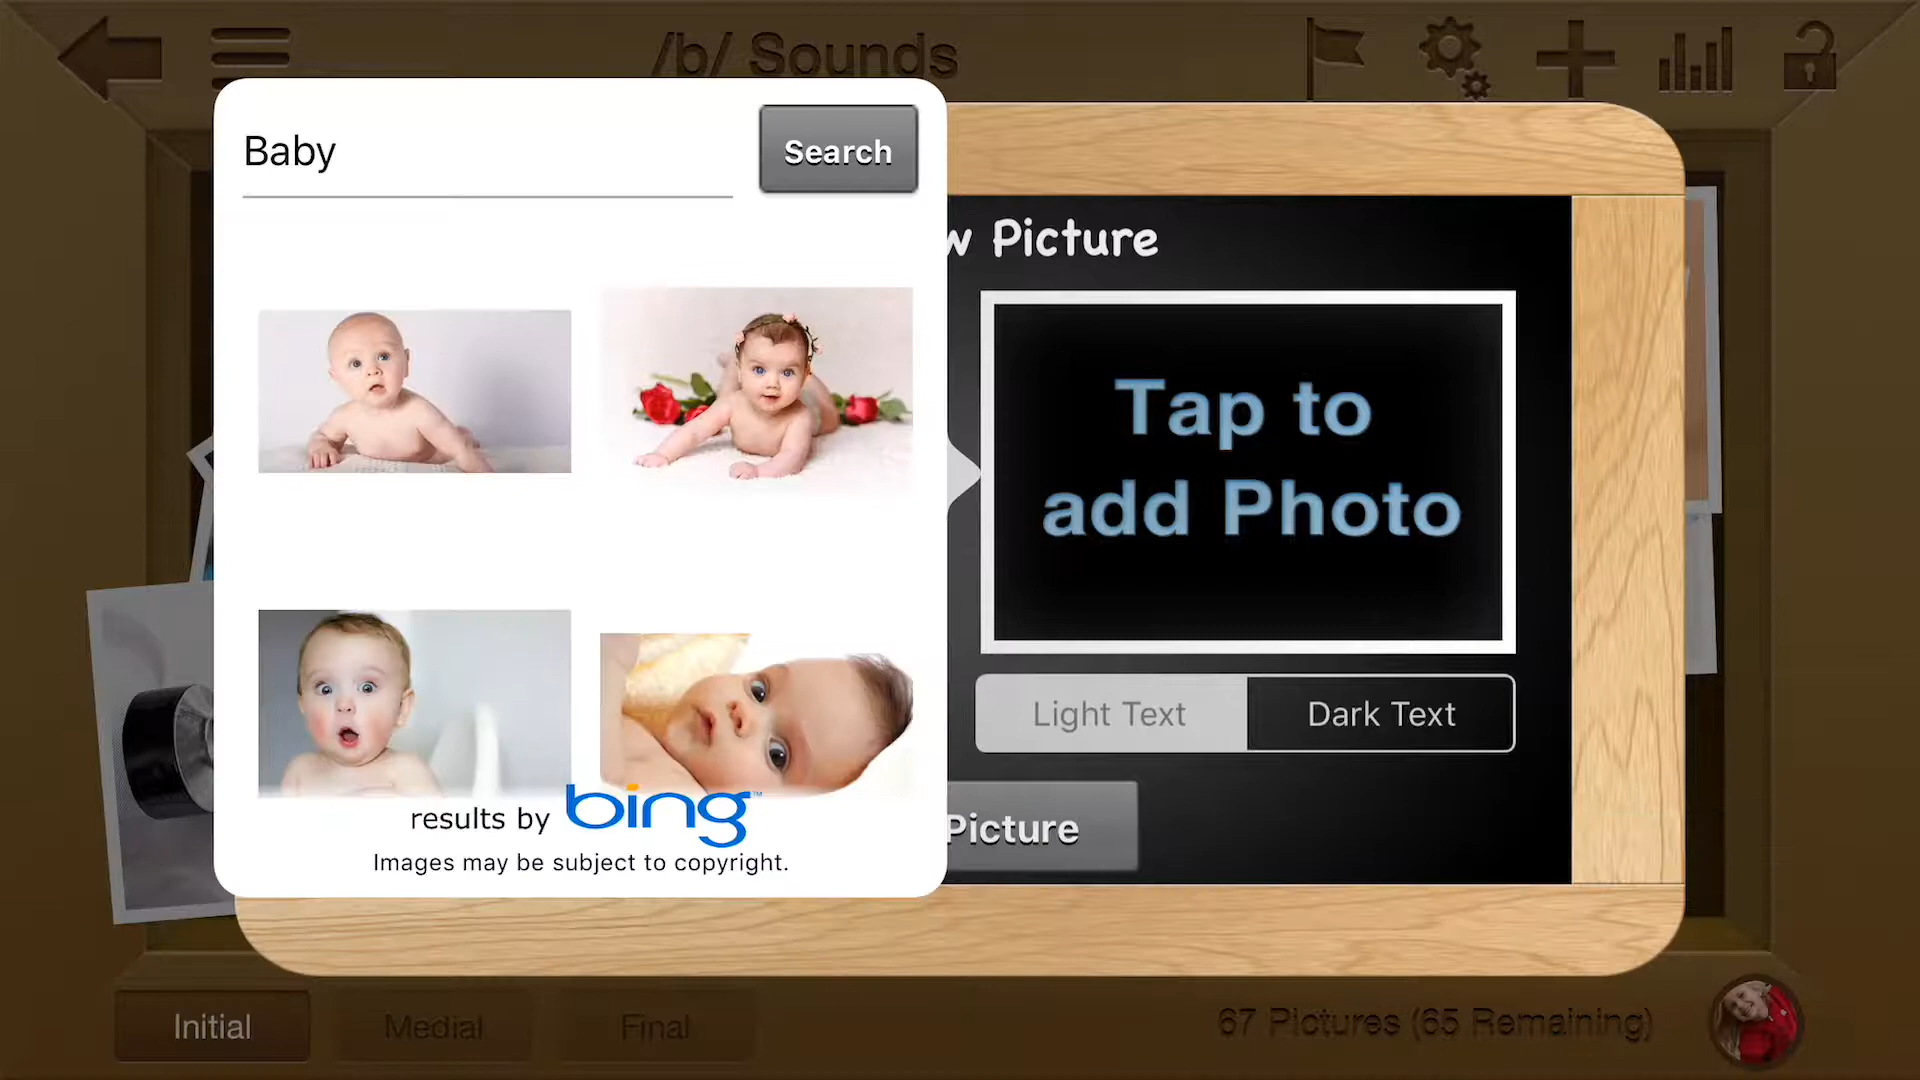 /b/ Sounds
Baby
Search
w Picture
Tap to
add Photo
Light Text
Dark Text
Picture
results by bing™
Images may be subject to copyright.
Initial
Medial
Final
67 Pictures (65 Remaining)